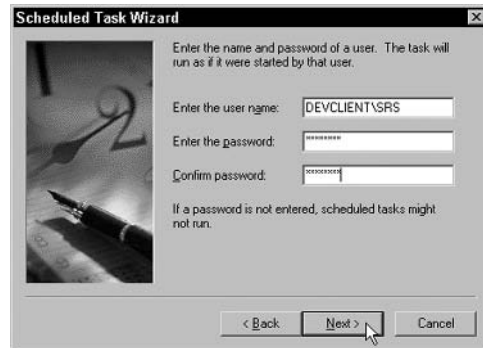 Scheduled Task Wizard
Enter the name and password of a user. The task will
run as if it were started by that user.
Enter the user name: DEVCLIENT\SRS
Enter the password: ********
Confirm password: ********
If a password is not entered, scheduled tasks might
not run.
< Back Next > Cancel